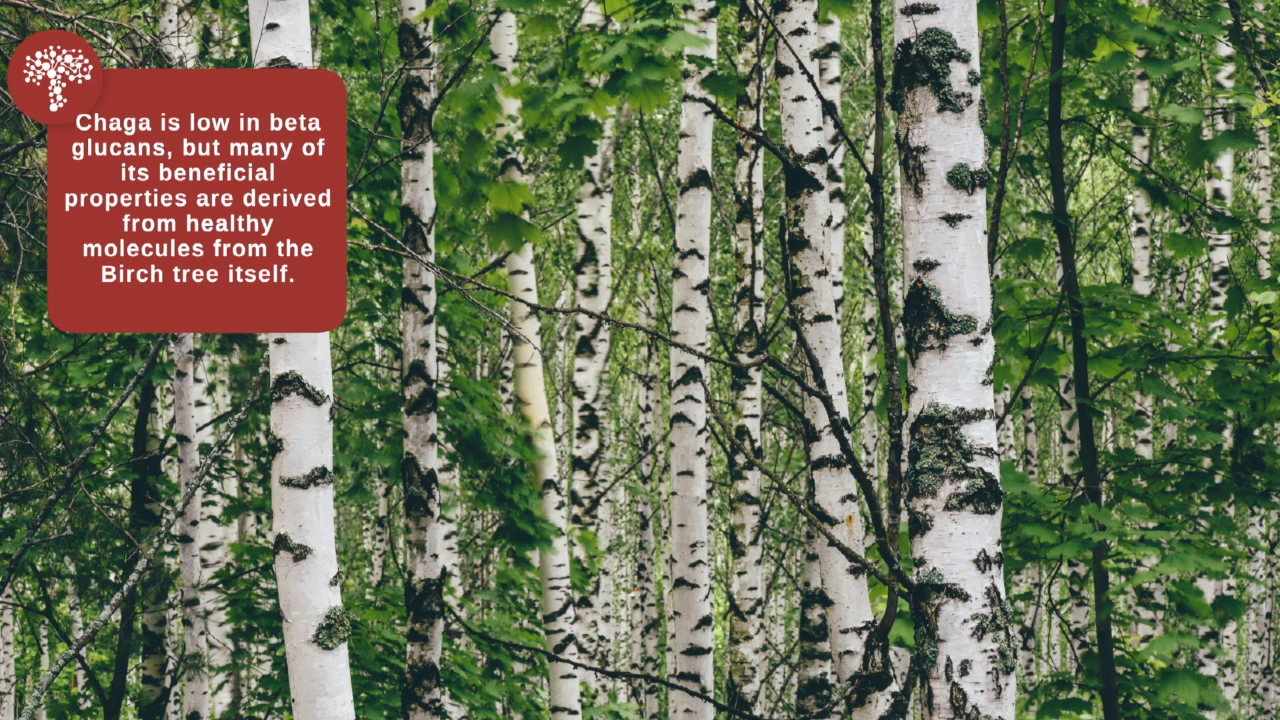 Chaga is low in beta
glucans, but many of
its beneficial
properties are derived
from healthy
molecules from the
Birch tree itself.